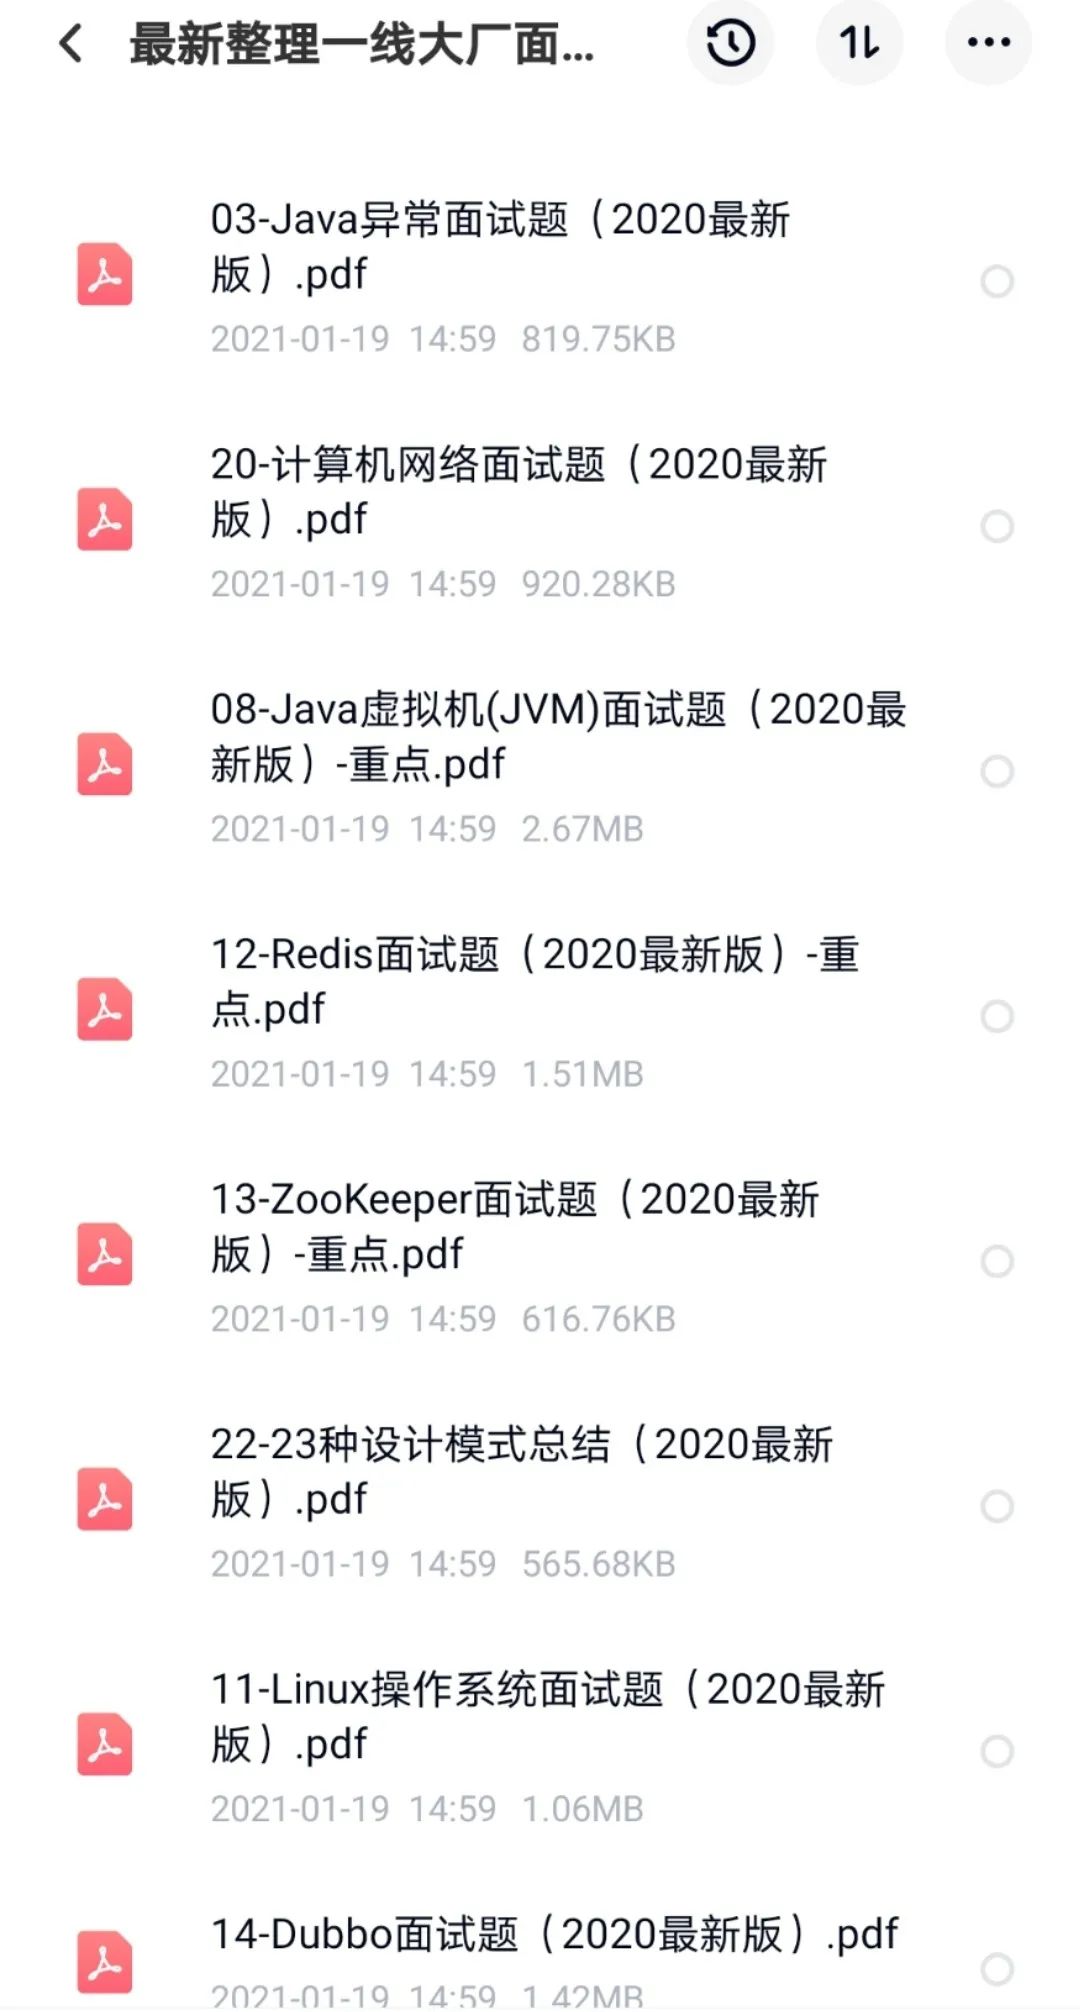 最新整理一线大厂面...
03-Java异常面试题（2020最新
版）.pdf
2021-01-19 14:59 819.75KB
20-计算机网络面试题（2020最新
版）.pdf
2021-01-19 14:59 920.28KB
08-Java虚拟机(JVM)面试题（2020最
新版）-重点.pdf
2021-01-19 14:59 2.67MB
12-Redis面试题（2020最新版）-重
点.pdf
2021-01-19 14:59 1.51MB
13-ZooKeeper面试题（2020最新
版）-重点.pdf
2021-01-19 14:59 616.76KB
22-23种设计模式总结（2020最新
版）.pdf
2021-01-19 14:59 565.68KB
11-Linux操作系统面试题（2020最新
版）.pdf
2021-01-19 14:59 1.06MB
14-Dubbo面试题（2020最新版）.pdf
2021-01-19 14:59 1.42MB